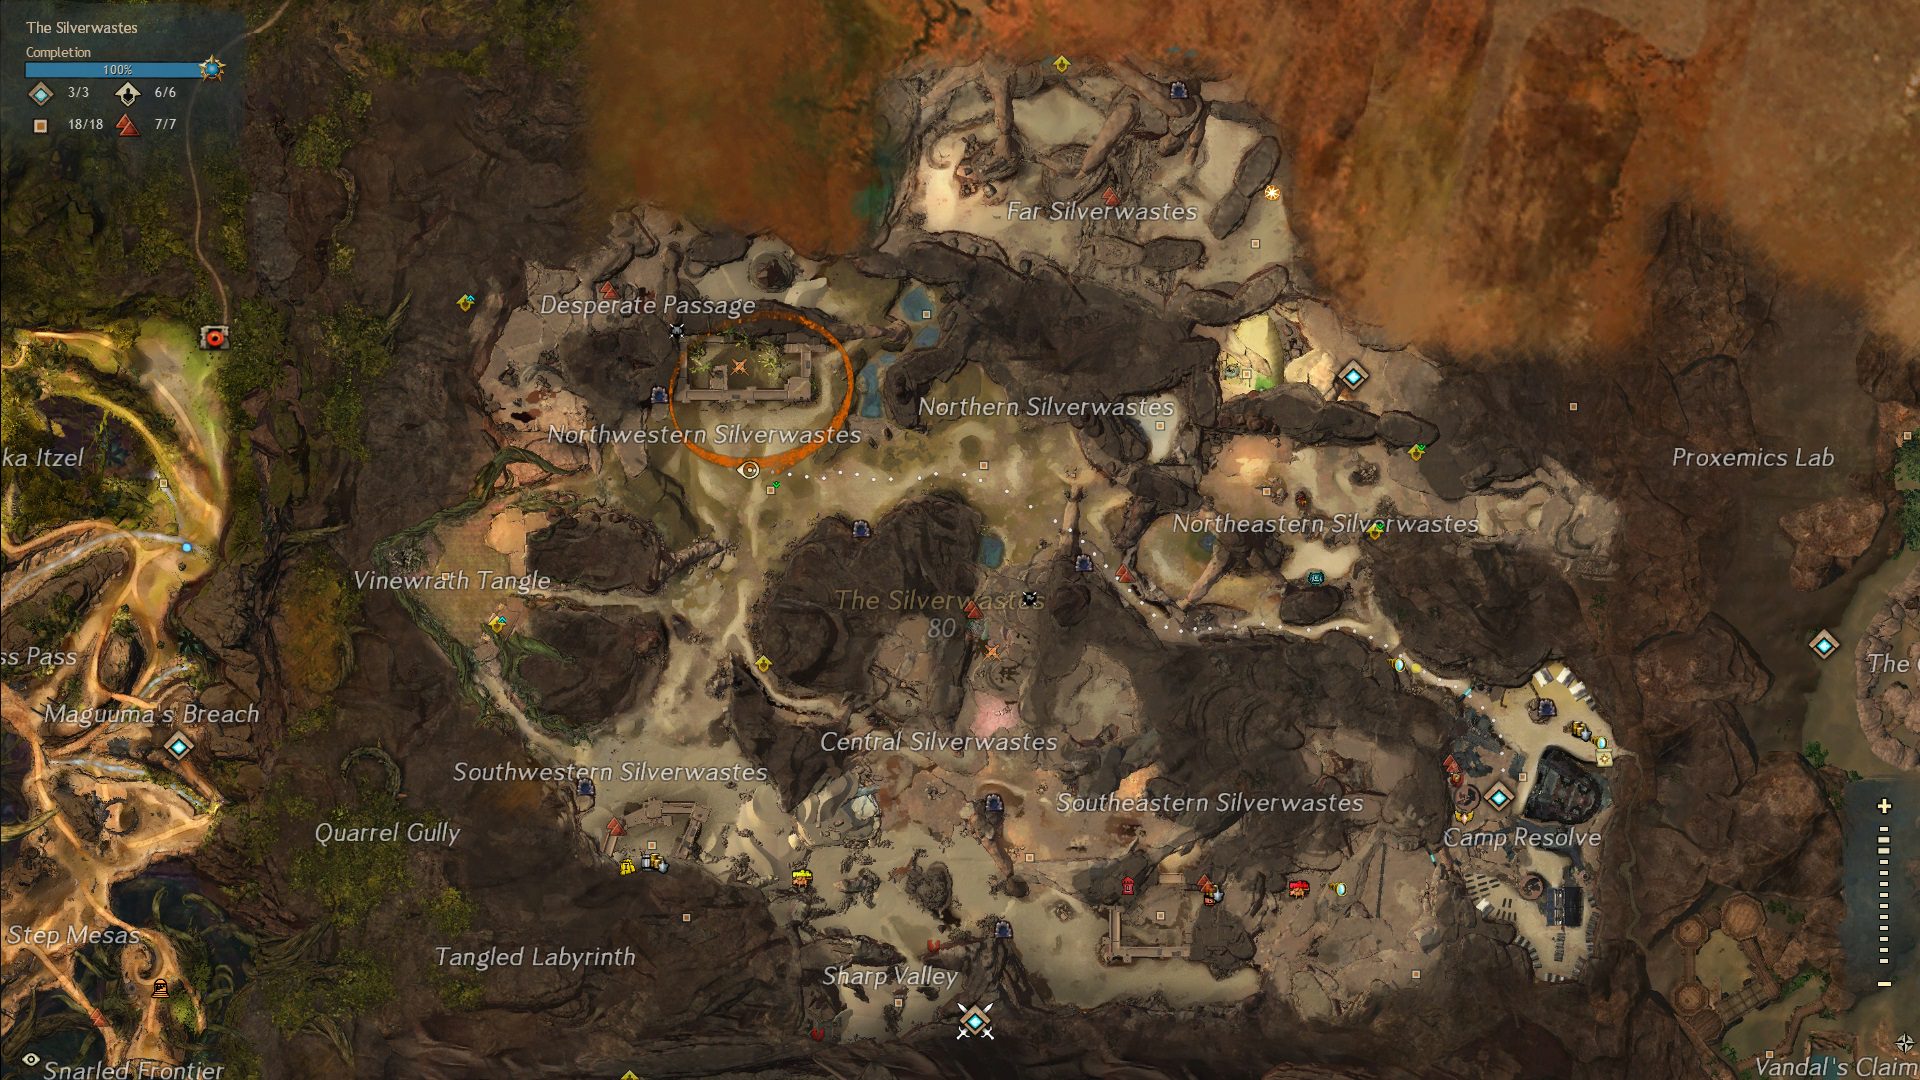 The Silverwastes
Completion
100%
3/3 6/6
18/18 7/7
Far Silverwastes
Desperate Passage
Northern Silverwastes
Northwestern Silverwastes
ka Itzel
Proxemics Lab
Northeastern Silverwastes
Vinewrath Tangle
The Silverwastes
80
ss Pass
The
Maguuma's Breach
Central Silverwastes
Southwestern Silverwastes
Southeastern Silverwastes
Quarrel Gully
Camp Resolve
Step Mesas
Tangled Labyrinth
Sharp Valley
Snarled Frontier
Vandal's Claim